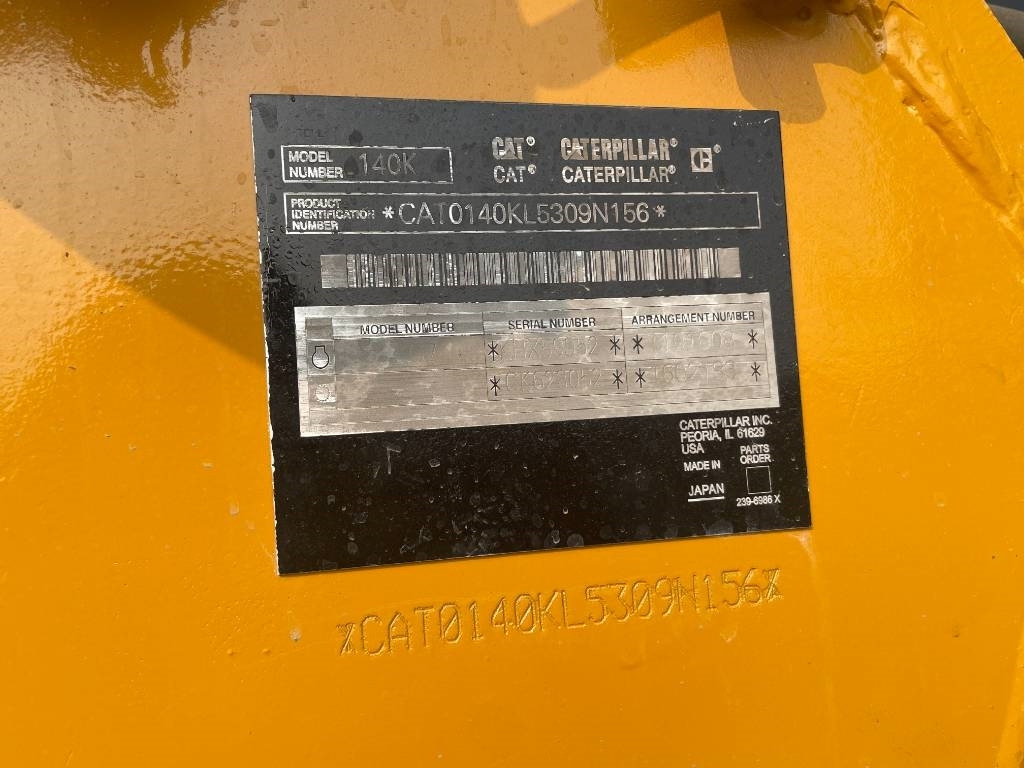 MODEL NUMBER 140K
CAT® CATERPILLAR®
CAT® CATERPILLAR®
PRODUCT IDENTIFICATION NUMBER *CAT0140KL5309N156*
MODEL NUMBER SERIAL NUMBER ARRANGEMENT NUMBER
CATERPILLAR INC.
PEORIA, IL 61629
USA
MADE IN JAPAN
PARTS ORDER
239-6986 X
*CAT0140KL5309N156*